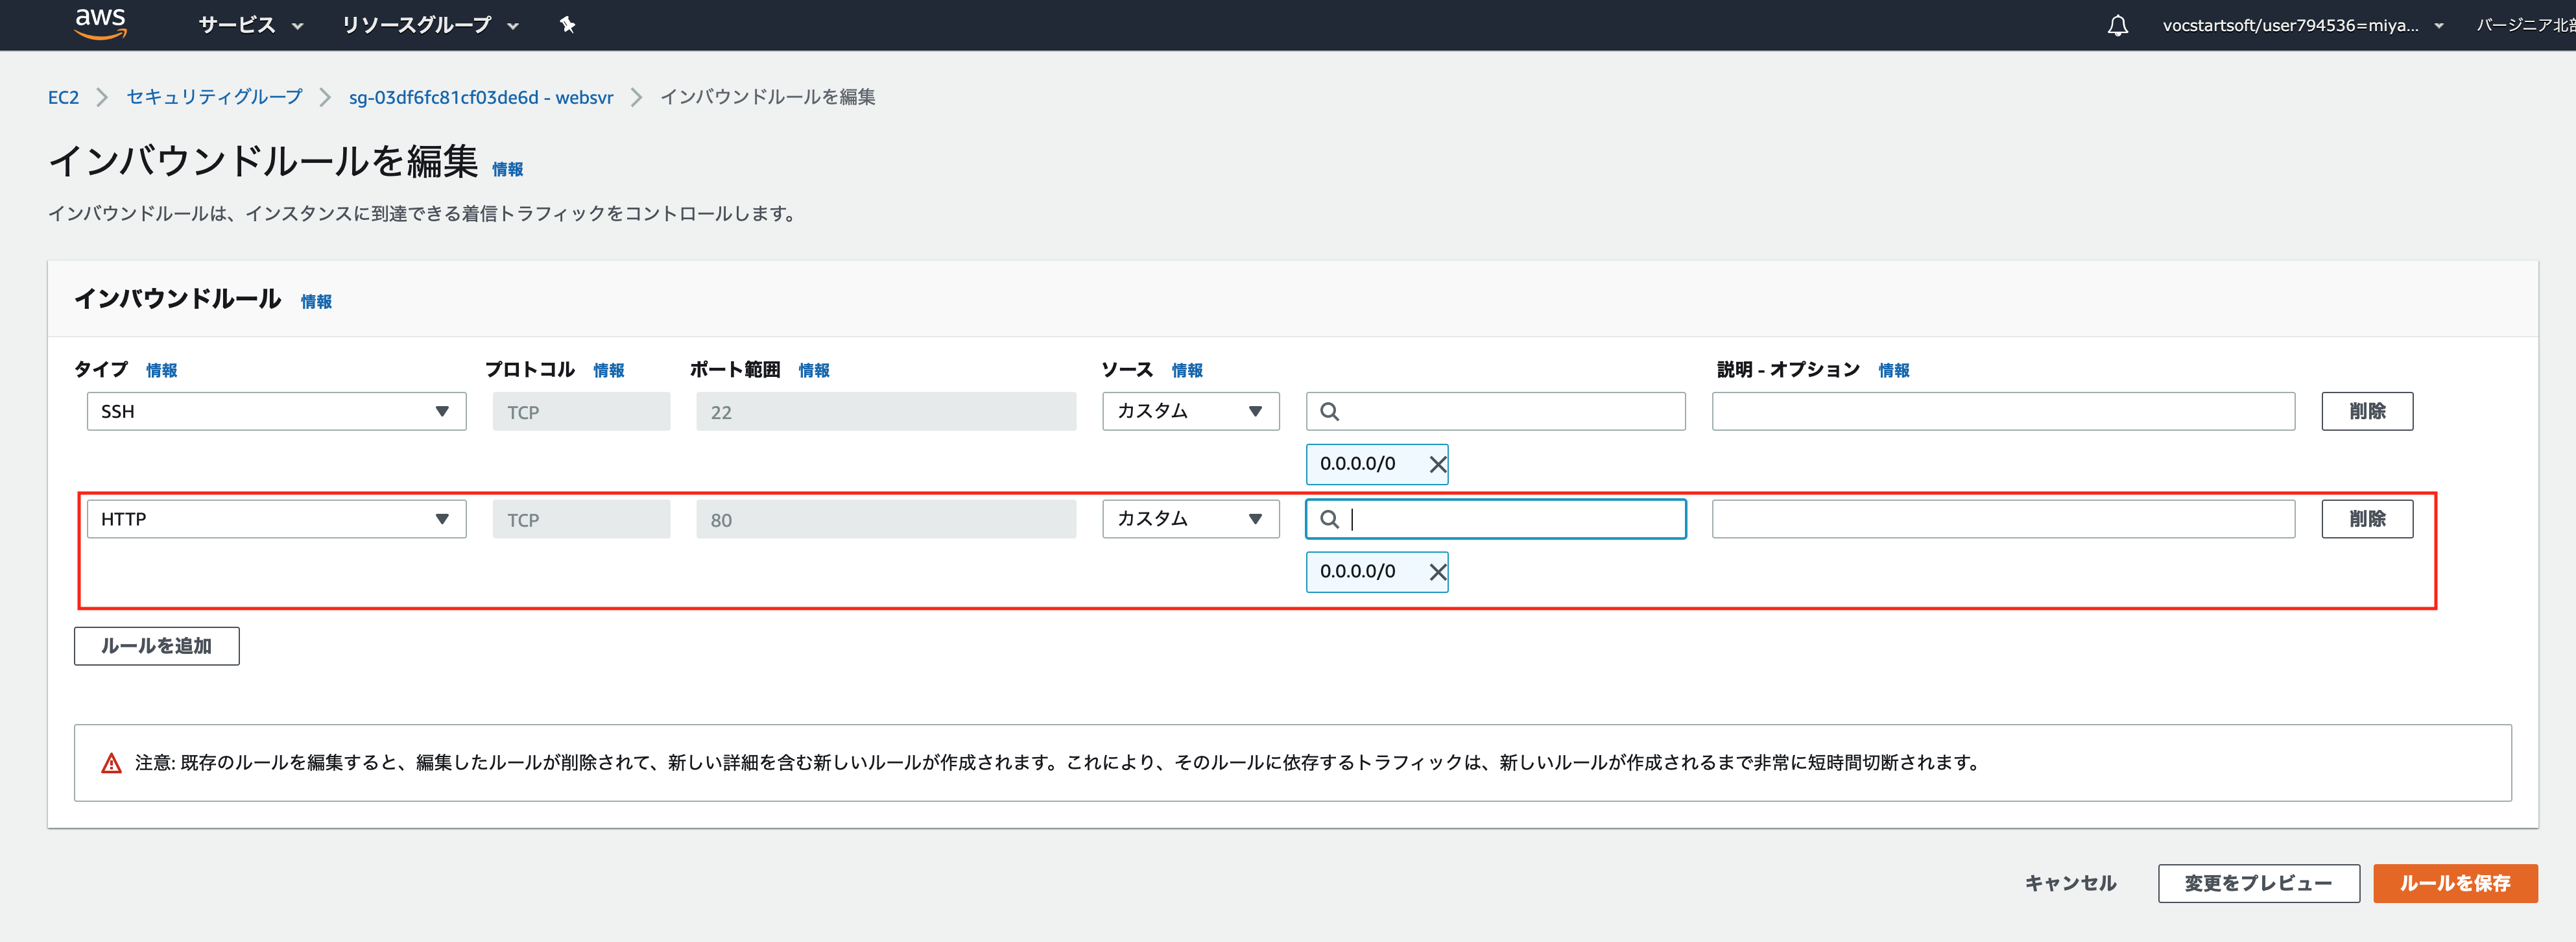 aws サービス リソースグループ vocstartsoft/user794536=miya... バージニア北部
EC2 セキュリティグループ sg-03df6fc81cf03de6d - websvr インバウンドルールを編集
インバウンドルールを編集 情報
インバウンドルールは、インスタンスに到達できる着信トラフィックをコントロールします。
インバウンドルール 情報
タイプ 情報 プロトコル 情報 ポート範囲 情報 ソース 情報 説明 - オプション 情報
SSH TCP 22 カスタム 削除
0.0.0.0/0
HTTP TCP 80 カスタム 削除
0.0.0.0/0
ルールを追加
注意: 既存のルールを編集すると、編集したルールが削除されて、新しい詳細を含む新しいルールが作成されます。これにより、そのルールに依存するトラフィックは、新しいルールが作成されるまで非常に短時間切断されます。
キャンセル 変更をプレビュー ルールを保存